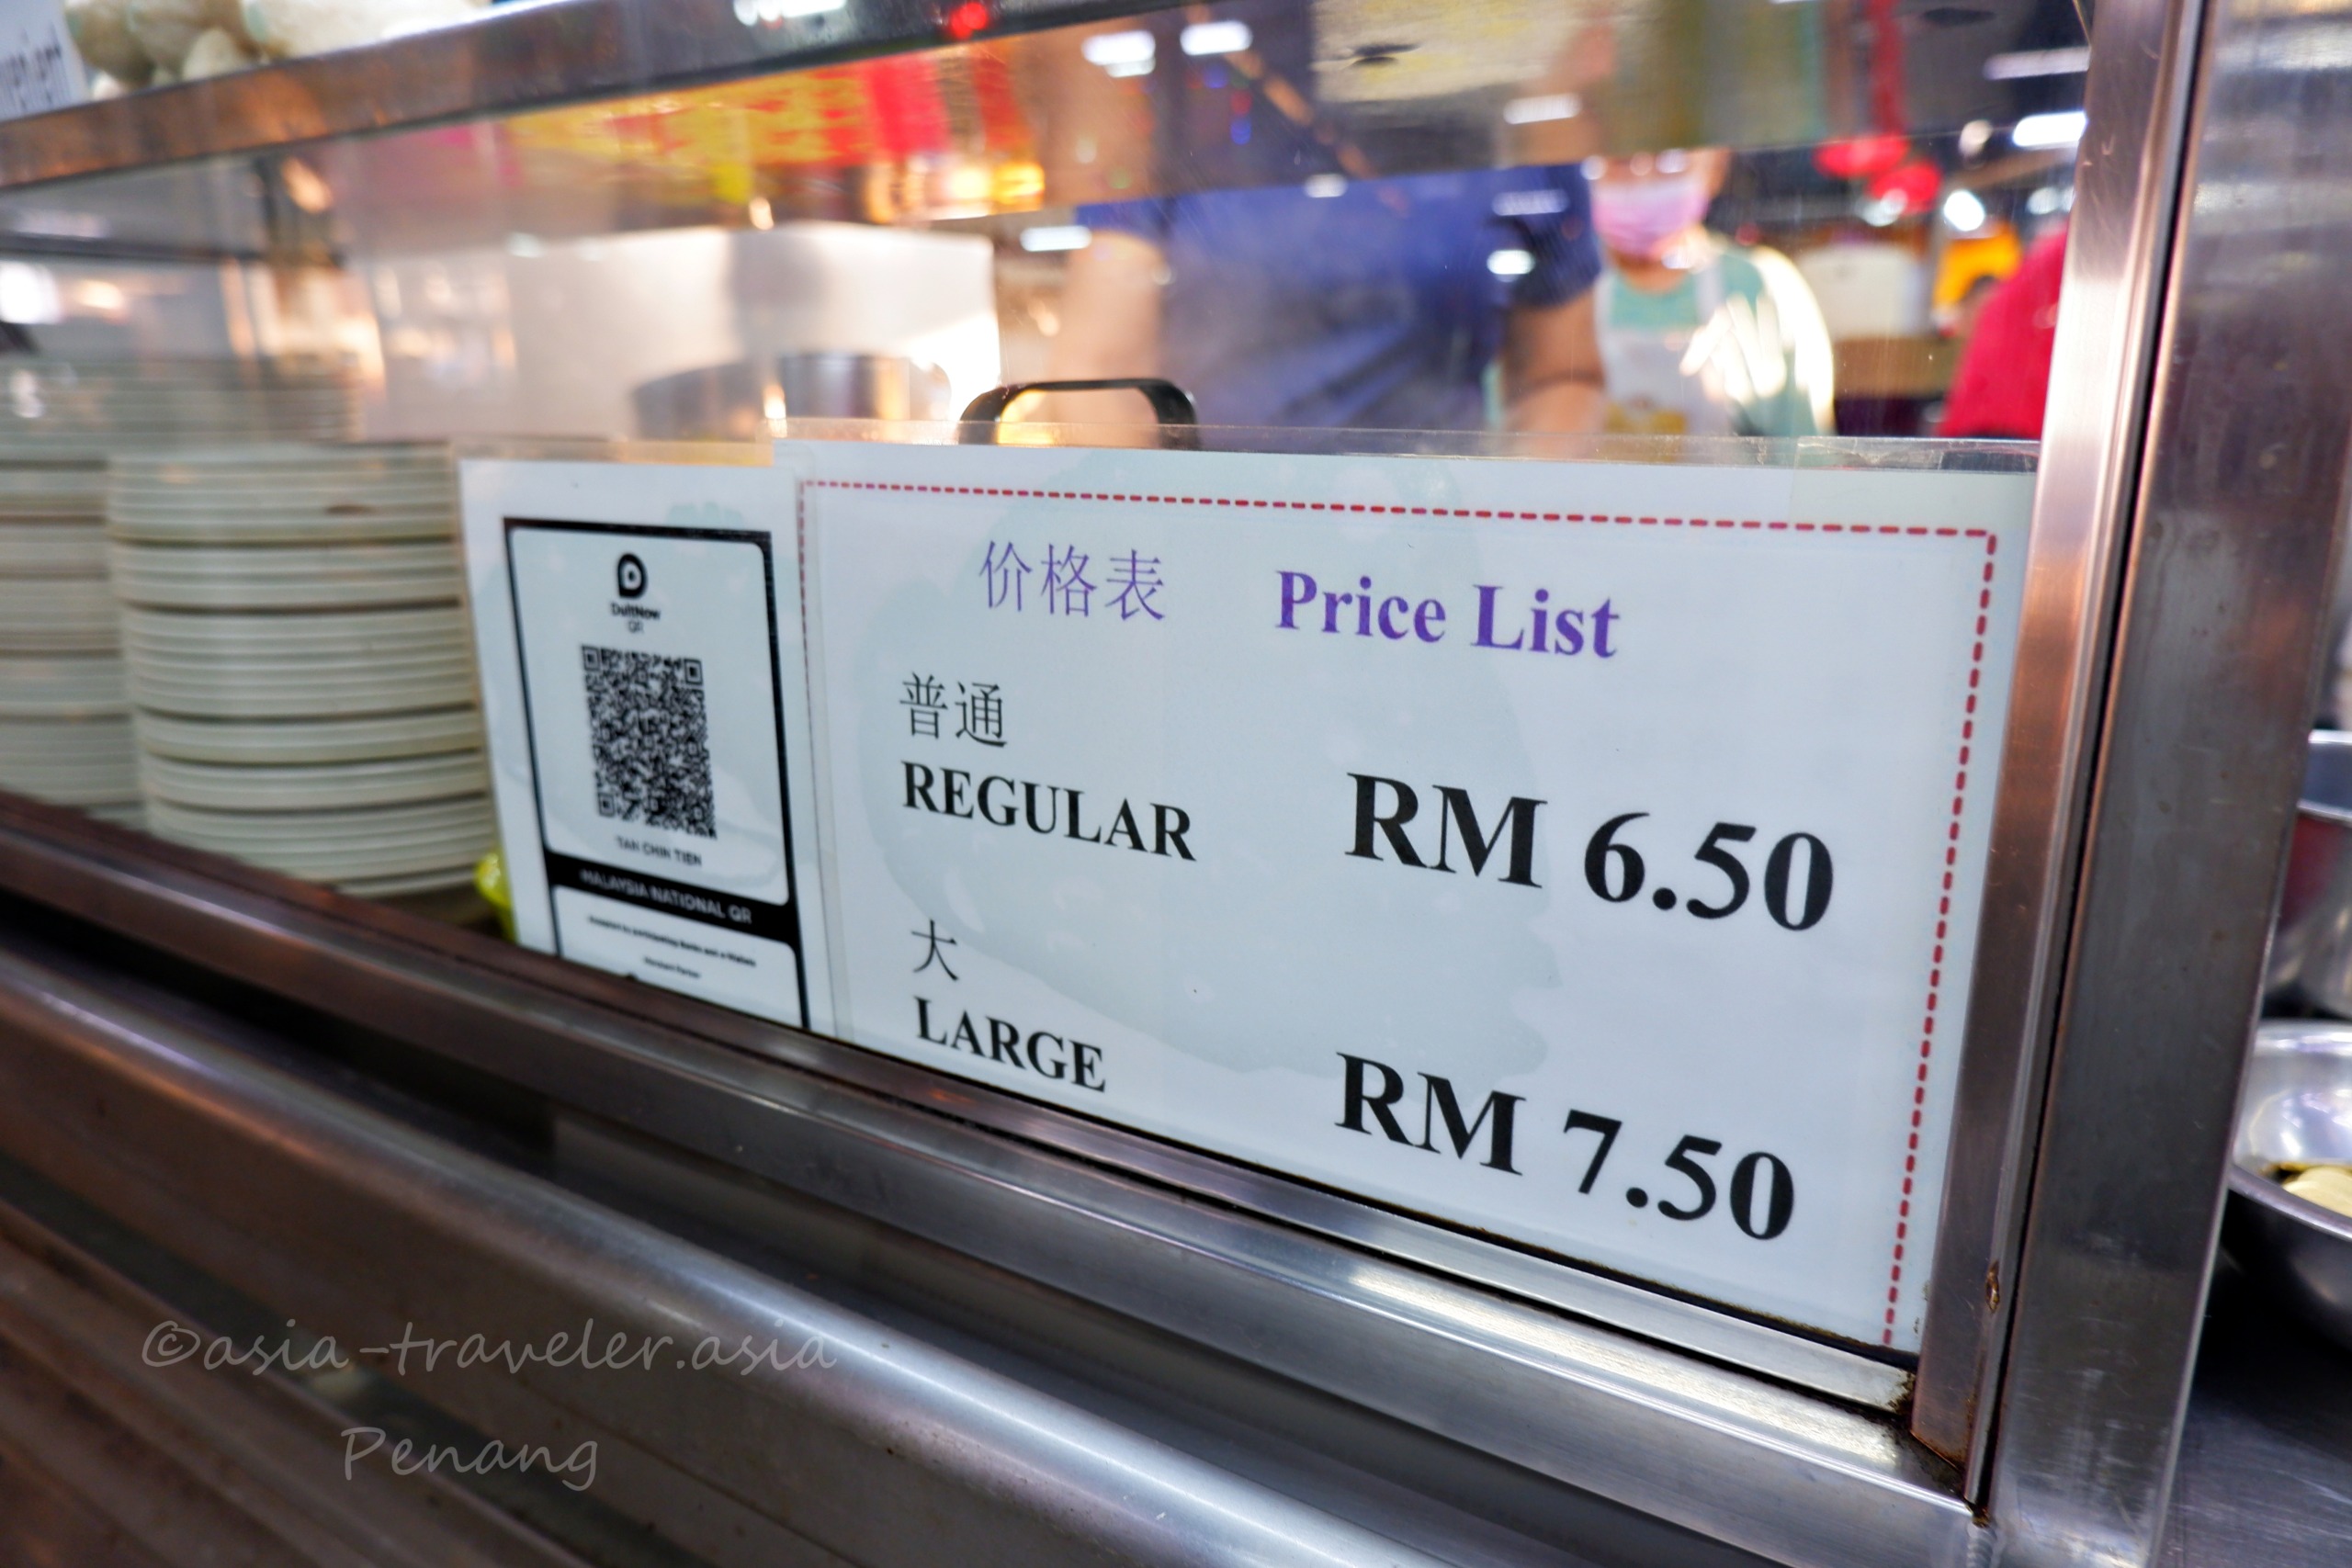 DuitNow
QR
TAN CHIN TIEN
MALAYSIA NATIONAL QR
价格表 Price List
普通
REGULAR RM 6.50
大
LARGE RM 7.50
©asia-traveler.asia
Penang